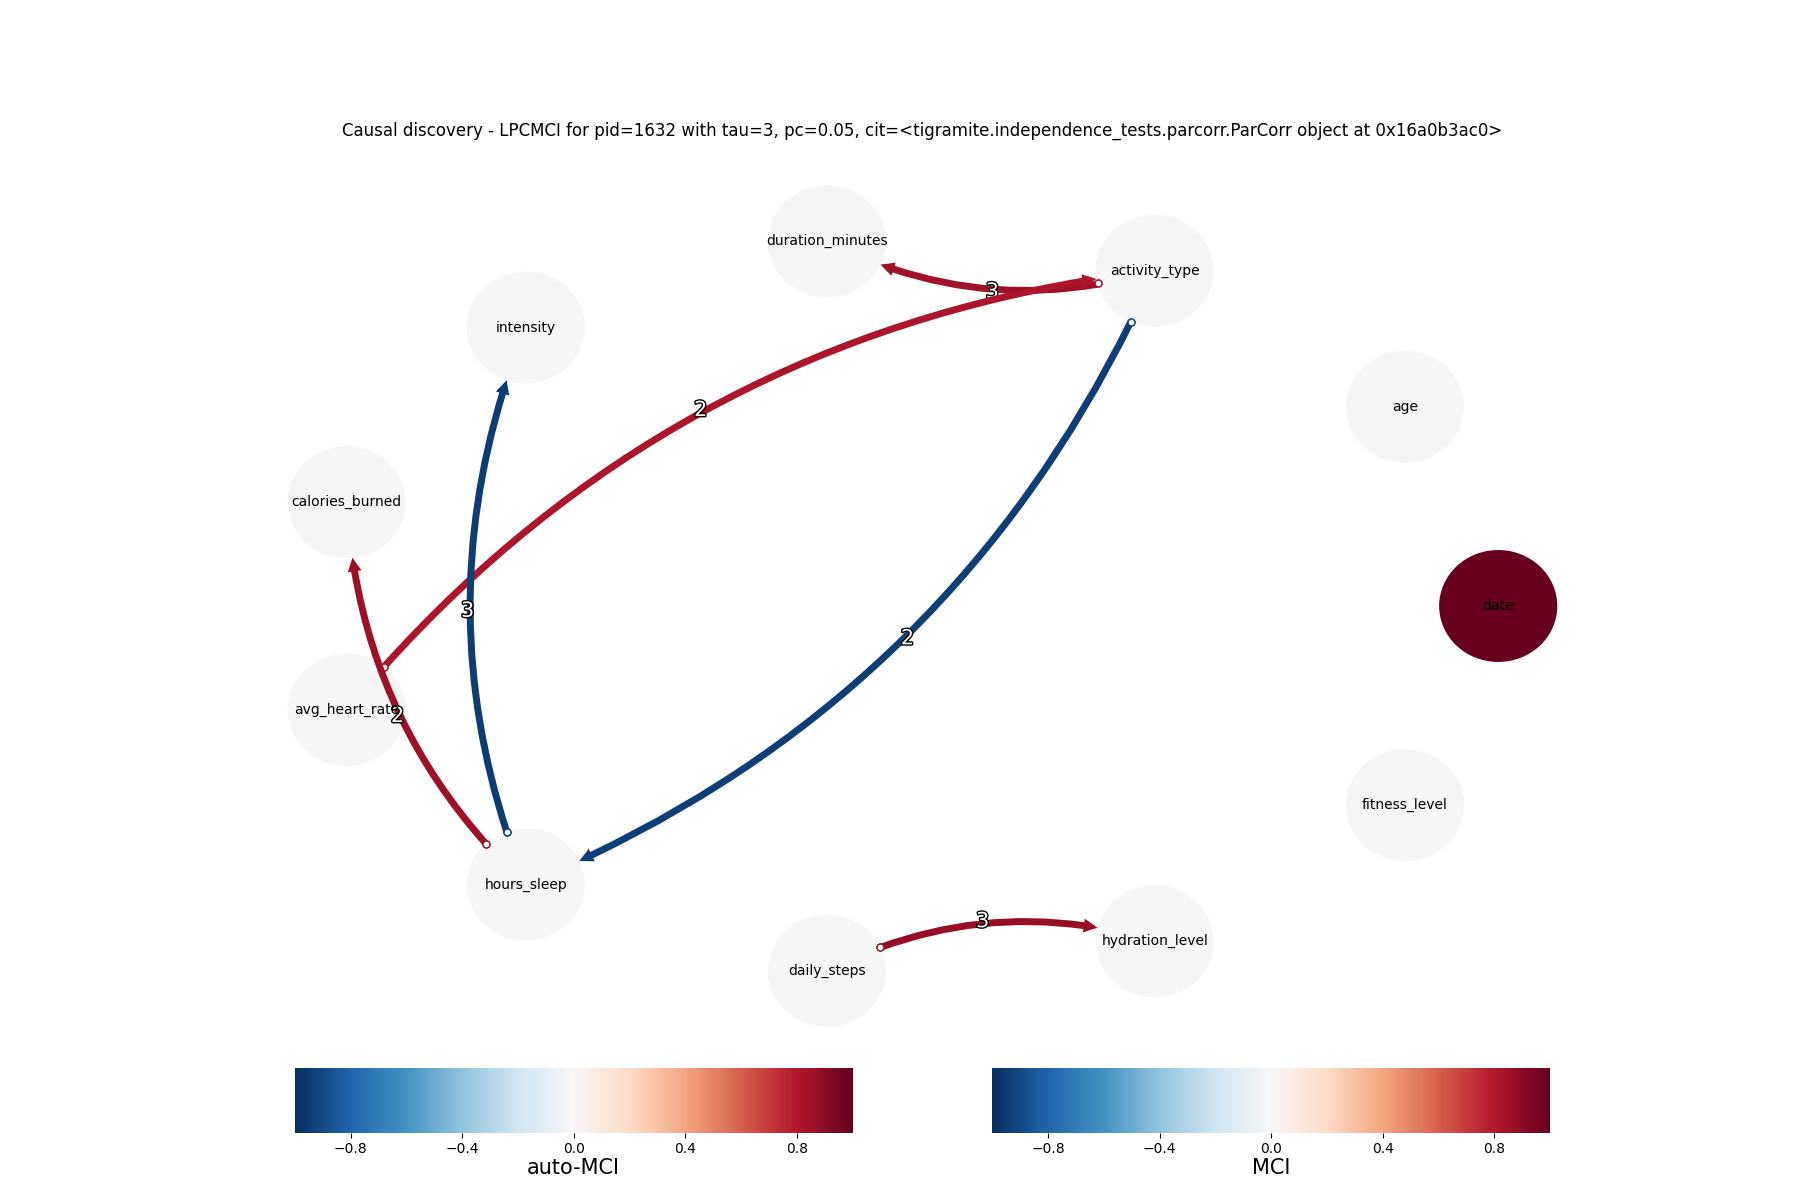 Causal discovery - LPCMCI for pid=1632 with tau=3, pc=0.05, cit=<tigramite.independence_tests.parcorr.ParCorr object at 0x16a0b3ac0>
duration_minutes
activity_type
3
intensity
2
age
calories_burned
date
3
2
avg_heart_rate
2
fitness_level
hours_sleep
3
hydration_level
daily_steps
−0.8 −0.4 0.0 0.4 0.8
auto-MCI
−0.8 −0.4 0.0 0.4 0.8
MCI